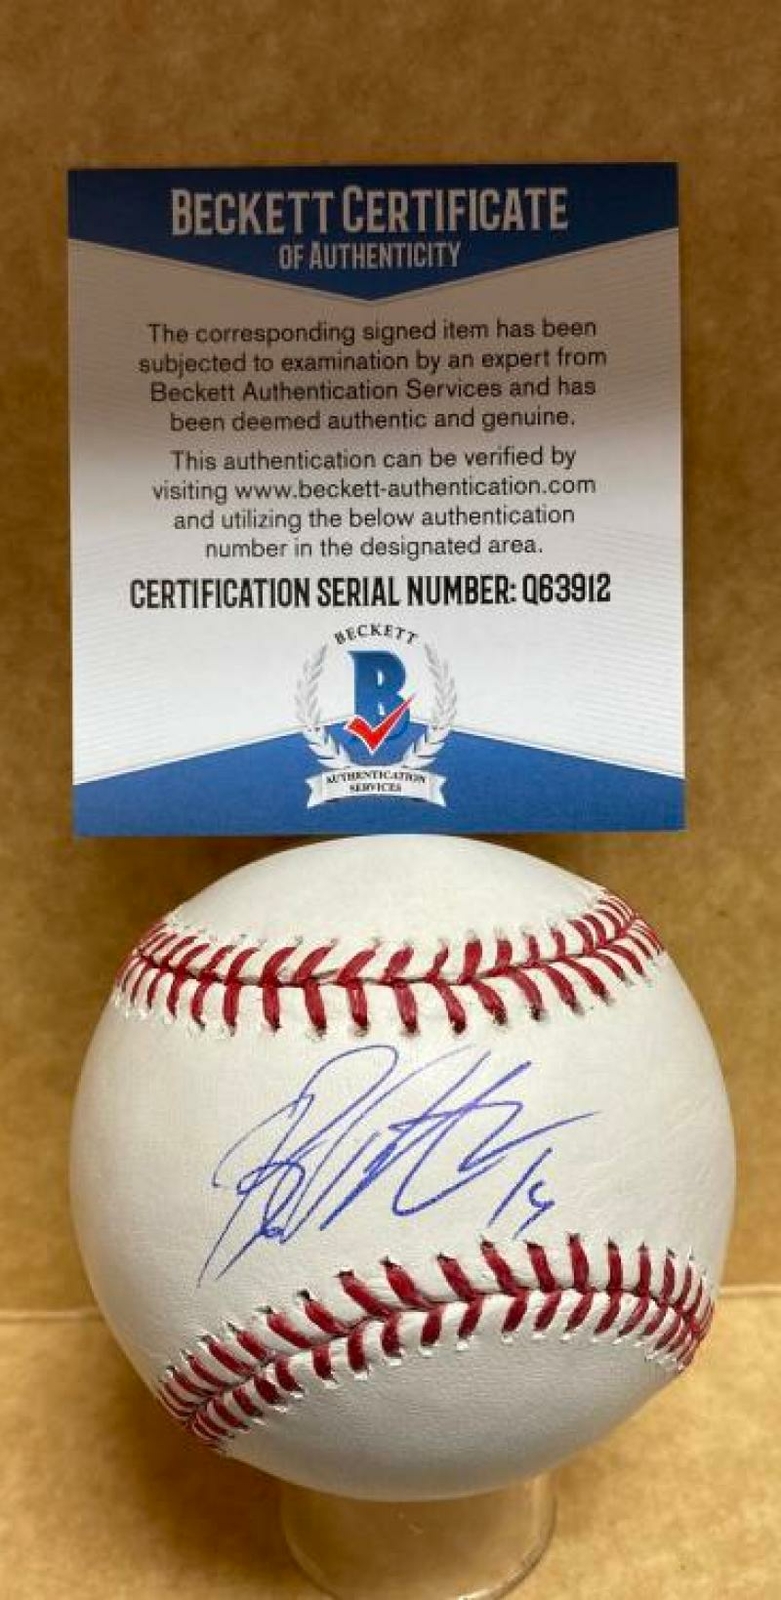 BECKETT CERTIFICATE
OF AUTHENTICITY
The corresponding signed item has been
subjected to examination by an expert from
Beckett Authentication Services and has
been deemed authentic and genuine.
This authentication can be verified by
visiting www.beckett-authentication.com
and utilizing the below authentication
number in the designated area.
CERTIFICATION SERIAL NUMBER: Q63912
BECKETT
B
AUTHENTICATION
SERVICES